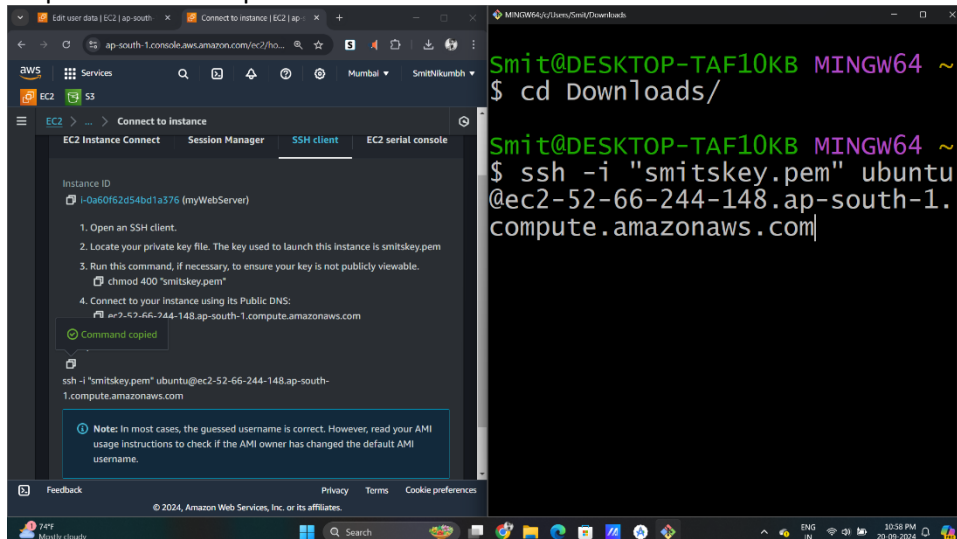 Edit user data | EC2 | ap-south-
Connect to instance | EC2 | ap-s
ap-south-1.console.aws.amazon.com/ec2/ho...
aws
Services
Mumbai
SmitNikumbh
EC2
S3
EC2 > ... > Connect to instance
EC2 Instance Connect
Session Manager
SSH client
EC2 serial console
Instance ID
i-0a60f62d54bd1a376 (myWebServer)
1. Open an SSH client.
2. Locate your private key file. The key used to launch this instance is smitskey.pem
3. Run this command, if necessary, to ensure your key is not publicly viewable.
chmod 400 "smitskey.pem"
4. Connect to your instance using its Public DNS:
ec2-52-66-244-148.ap-south-1.compute.amazonaws.com
Command copied
ssh -i "smitskey.pem" ubuntu@ec2-52-66-244-148.ap-south-
1.compute.amazonaws.com
Note: In most cases, the guessed username is correct. However, read your AMI
usage instructions to check if the AMI owner has changed the default AMI
username.
Feedback
Privacy
Terms
Cookie preferences
© 2024, Amazon Web Services, Inc. or its affiliates.
MINGW64:/c/Users/Smit/Downloads
Smit@DESKTOP-TAF1OKB MINGW64 ~
$ cd Downloads/
Smit@DESKTOP-TAF1OKB MINGW64 ~
$ ssh -i "smitskey.pem" ubuntu
@ec2-52-66-244-148.ap-south-1.
compute.amazonaws.com
1
74°F
Mostly cloudy
Search
ENG
IN
10:58 PM
20-09-2024